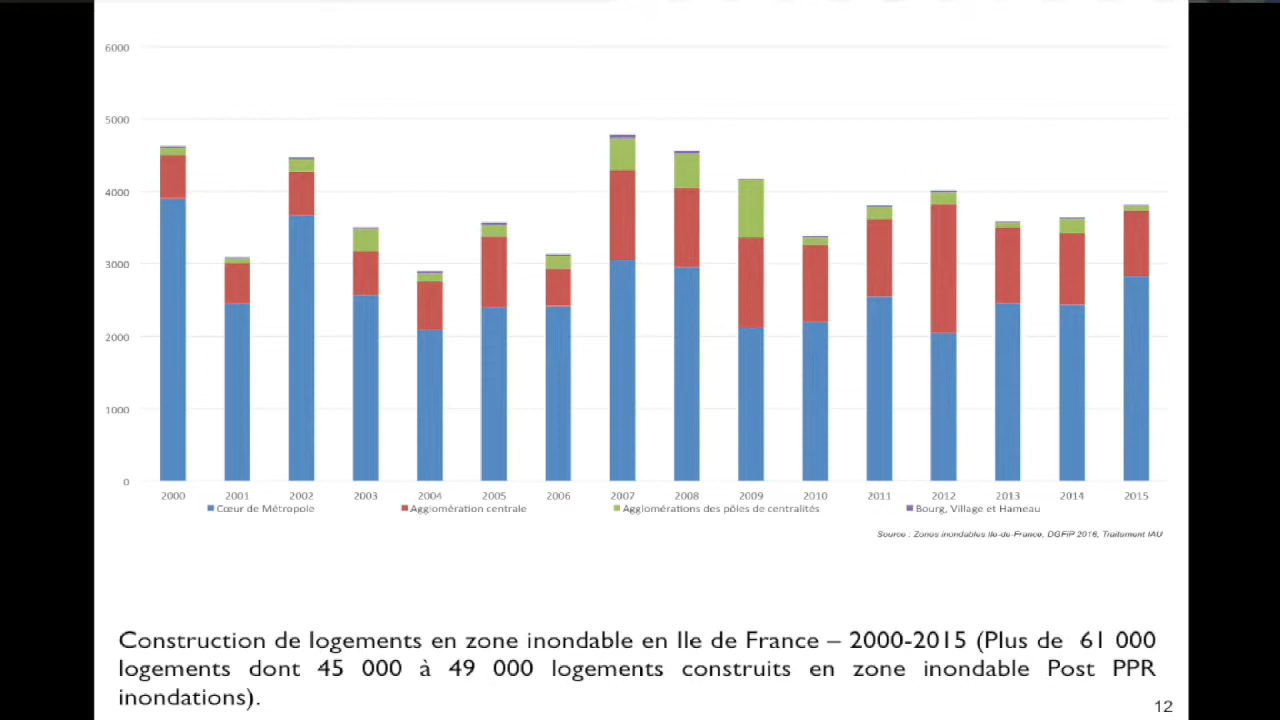 6000
5000
4000
3000
2000
1000
0
2000 2001 2002 2003 2004 2005 2006 2007 2008 2009 2010 2011 2012 2013 2014 2015
Cœur de Métropole Agglomération centrale Agglomérations des pôles de centralités Bourg, Village et Hameau
Source : Zones inondables Ile-de-France, DGFiP 2016, Traitement IAU
Construction de logements en zone inondable en Ile de France – 2000-2015 (Plus de 61 000
logements dont 45 000 à 49 000 logements construits en zone inondable Post PPR
inondations).
12